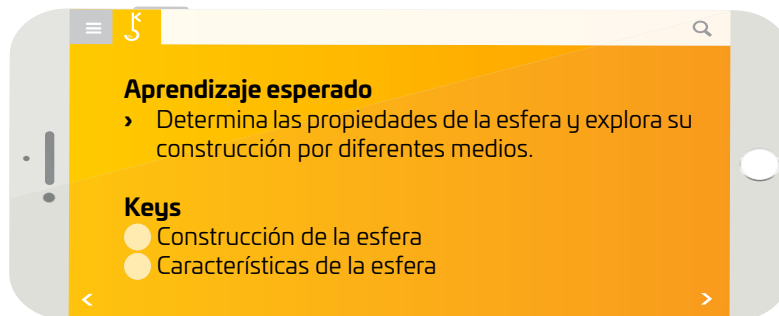 Aprendizaje esperado
› Determina las propiedades de la esfera y explora su
construcción por diferentes medios.
Keys
Construcción de la esfera
Características de la esfera